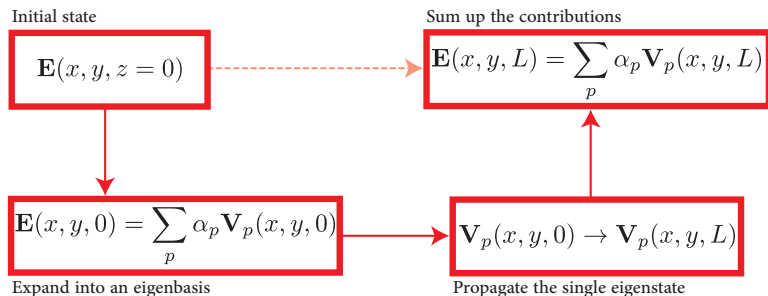 Initial state
Sum up the contributions
E(x, y, z = 0)
E(x, y, L) = ∑_p α_p V_p(x, y, L)
E(x, y, 0) = ∑_p α_p V_p(x, y, 0)
V_p(x, y, 0) → V_p(x, y, L)
Expand into an eigenbasis
Propagate the single eigenstate